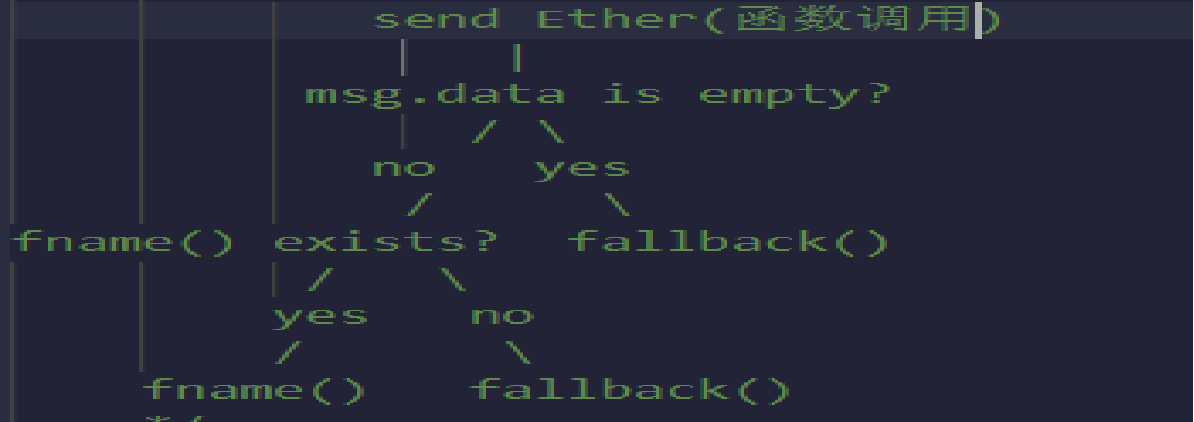 send Ether(函数调用)
|
msg.data is empty?
/ \
no yes
/ \
fname() exists? fallback()
/ \
yes no
/ \
fname() fallback()
*/